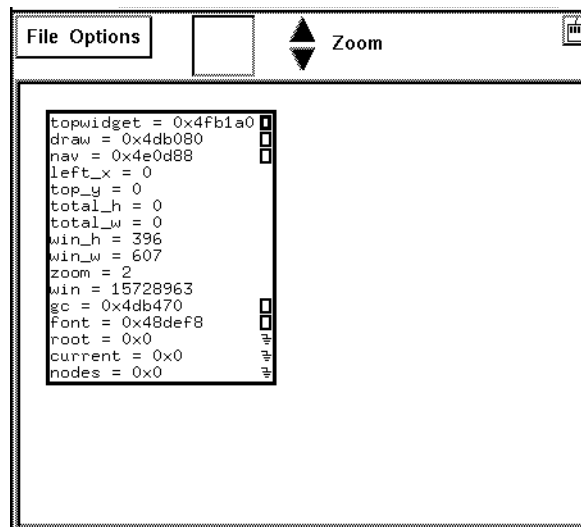 File Options
Zoom
topwidget = 0x4fb1a0
draw = 0x4db080
nav = 0x4e0d88
left_x = 0
top_y = 0
total_h = 0
total_w = 0
win_h = 396
win_w = 607
zoom = 2
win = 15728963
gc = 0x4db470
font = 0x48def8
root = 0x0
current = 0x0
nodes = 0x0